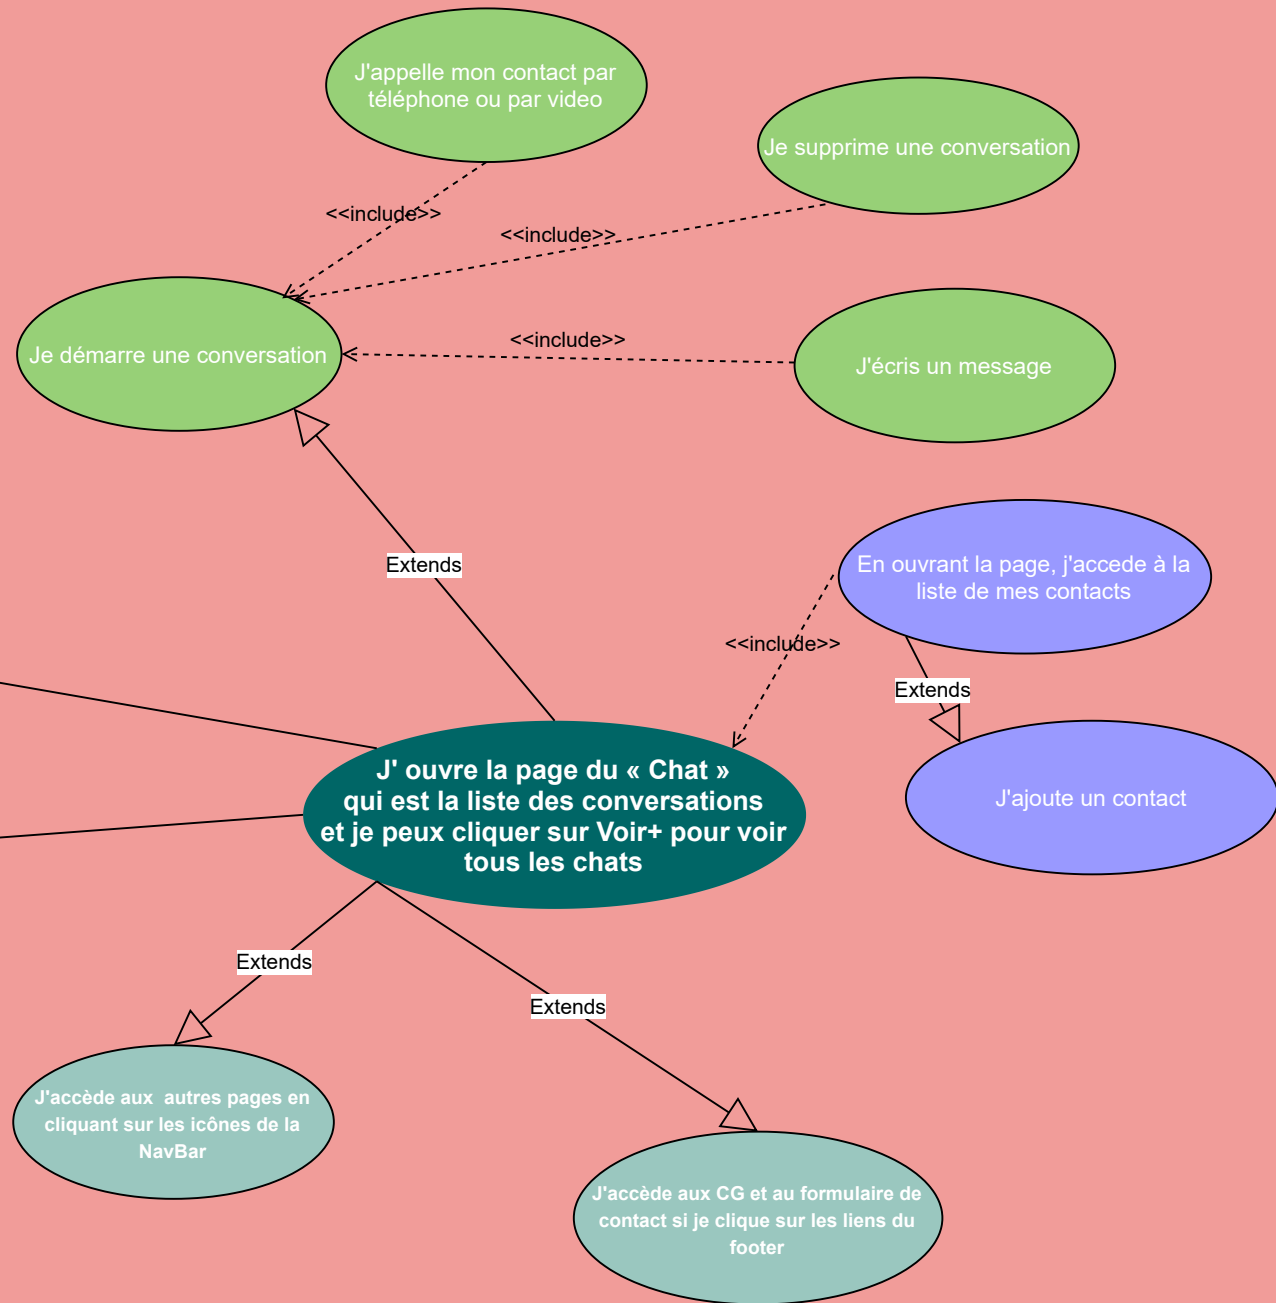 J'appelle mon contact par
téléphone ou par video
Je supprime une conversation
<<include>>
<<include>>
Je démarre une conversation
<<include>>
J'écris un message
Extends
En ouvrant la page, j'accede à la
liste de mes contacts
<<include>>
Extends
J' ouvre la page du « Chat »
qui est la liste des conversations
et je peux cliquer sur Voir+ pour voir
tous les chats
J'ajoute un contact
Extends
Extends
J'accède aux  autres pages en
cliquant sur les icônes de la
NavBar
J'accède aux CG et au formulaire de
contact si je clique sur les liens du
footer